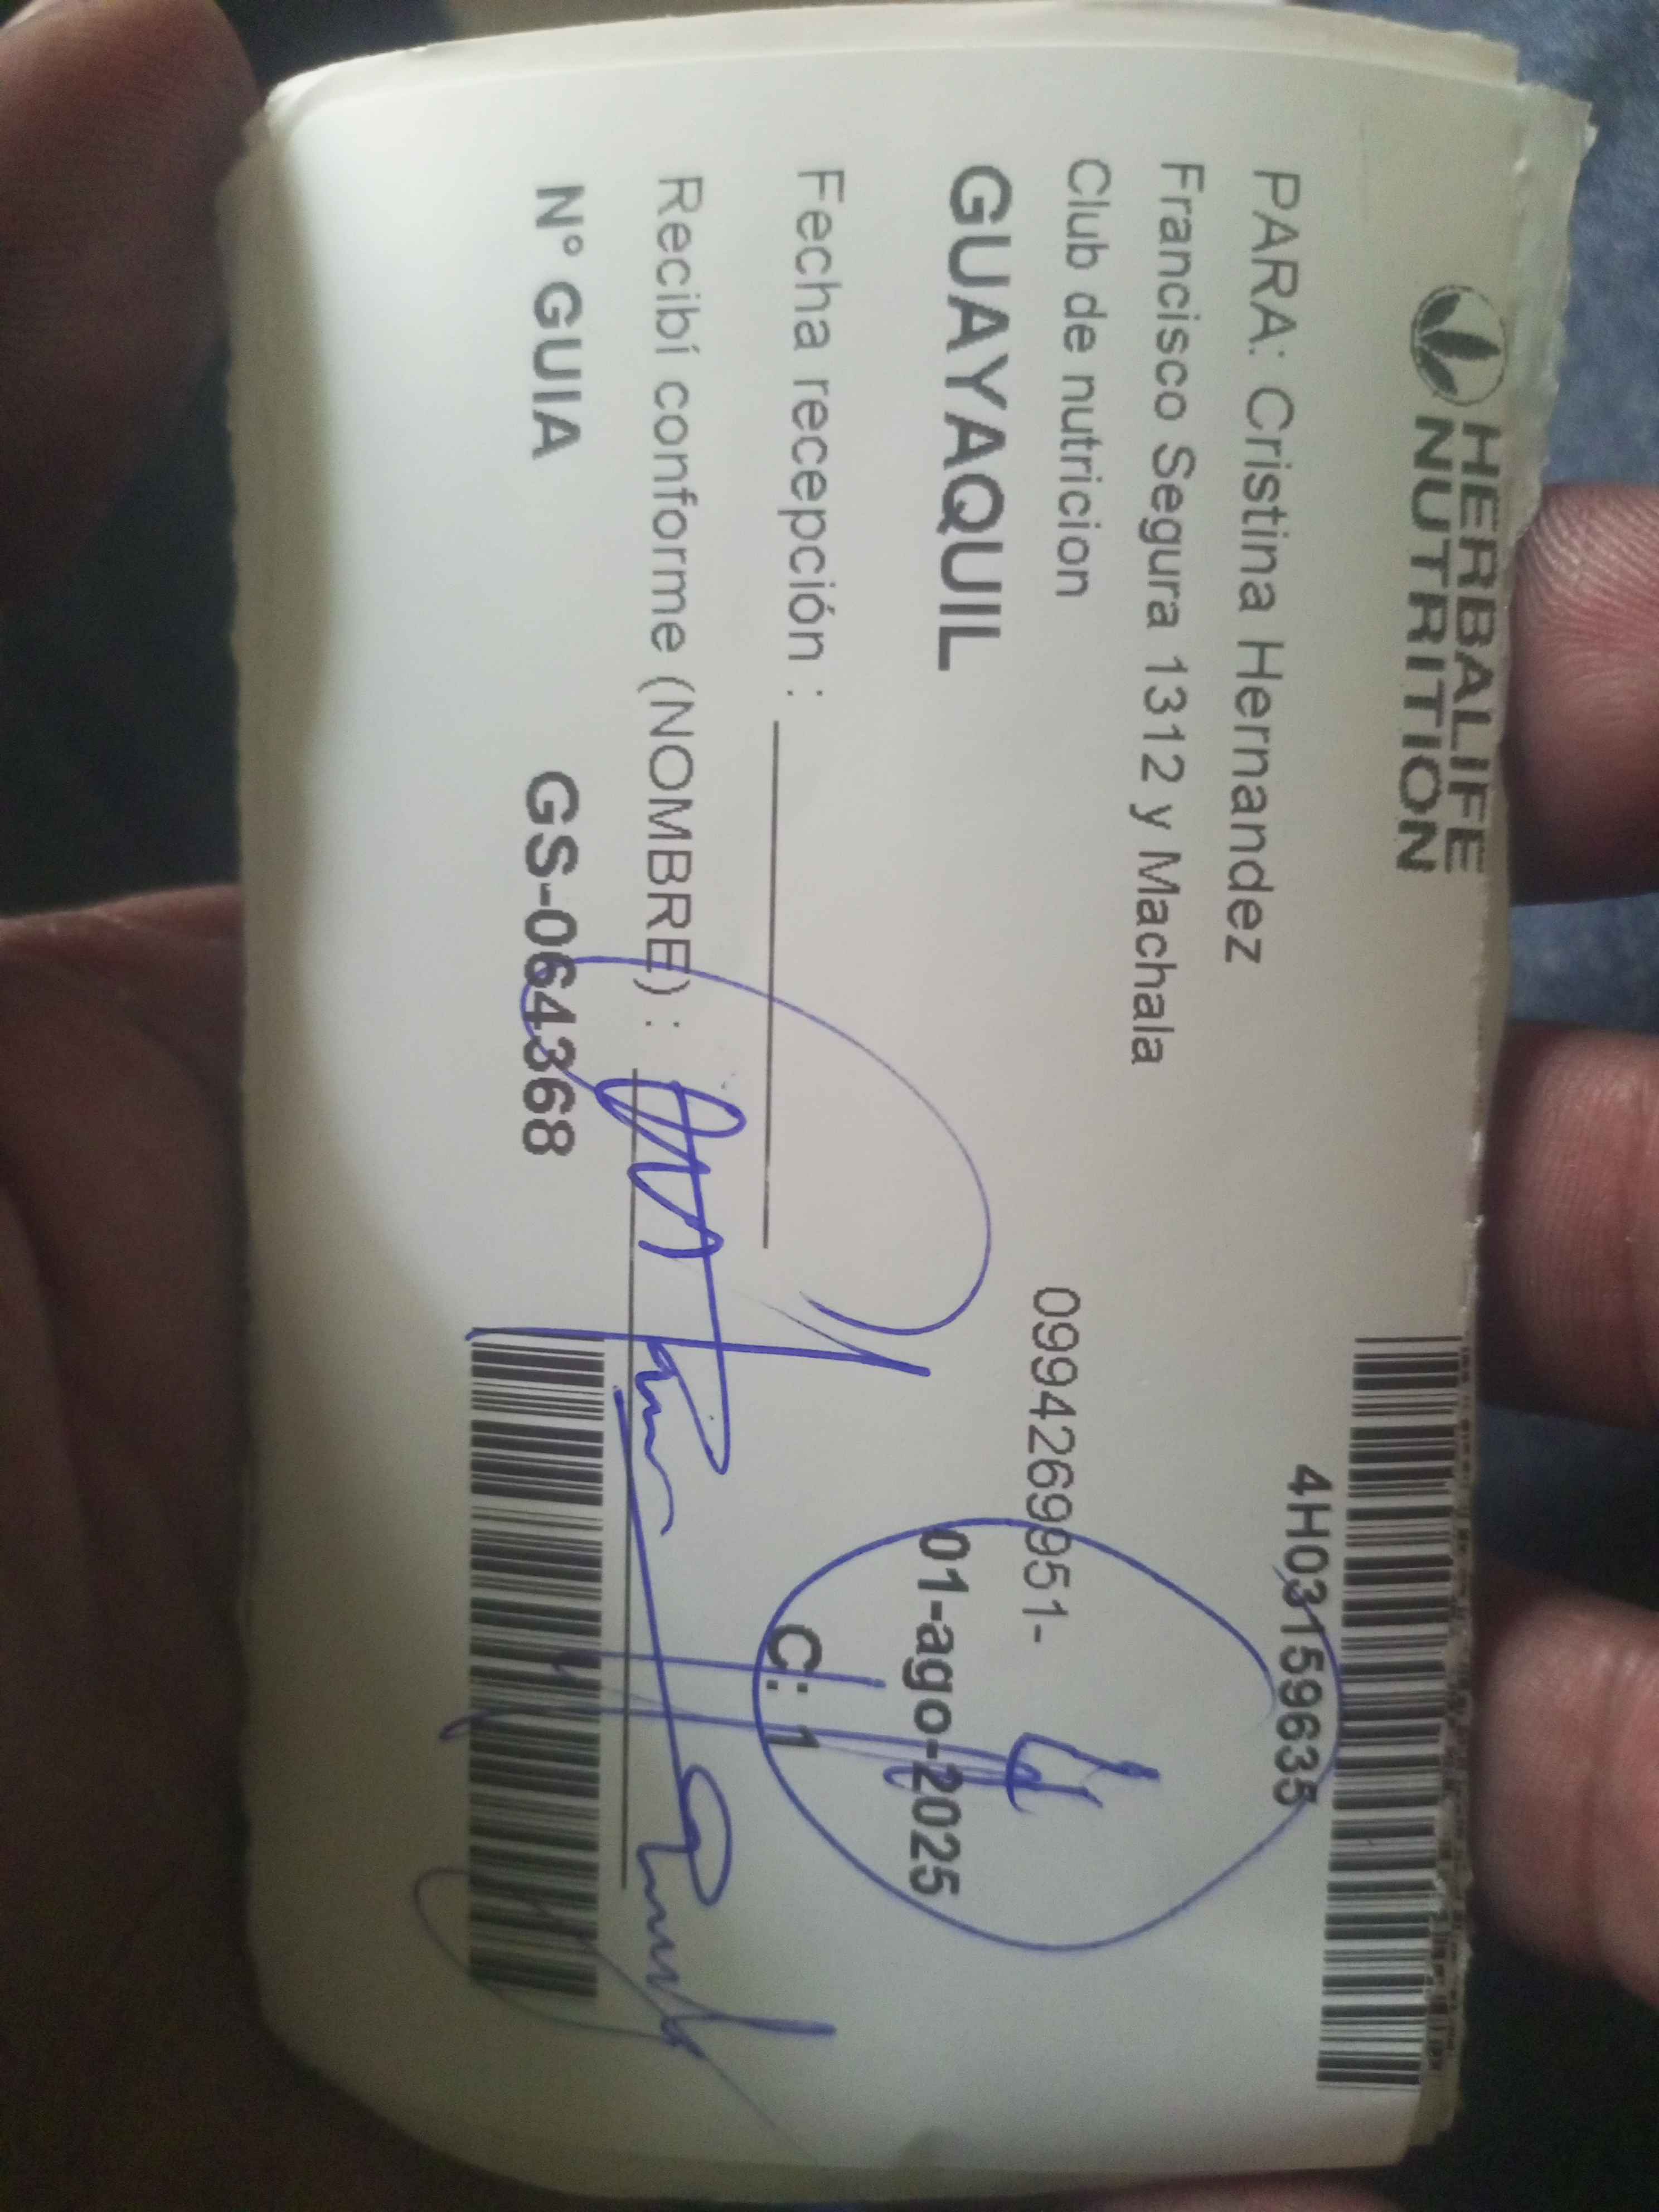 HERBALIFE
NUTRITION
4H03159635
PARA: Cristina Hernandez
Francisco Segura 1312 y Machala
Club de nutricion
0994269951-
GUAYAQUIL
01-ago-2025
Fecha recepción :
C: 1
Recibí conforme (NOMBRE) :
N° GUIA
GS-064368